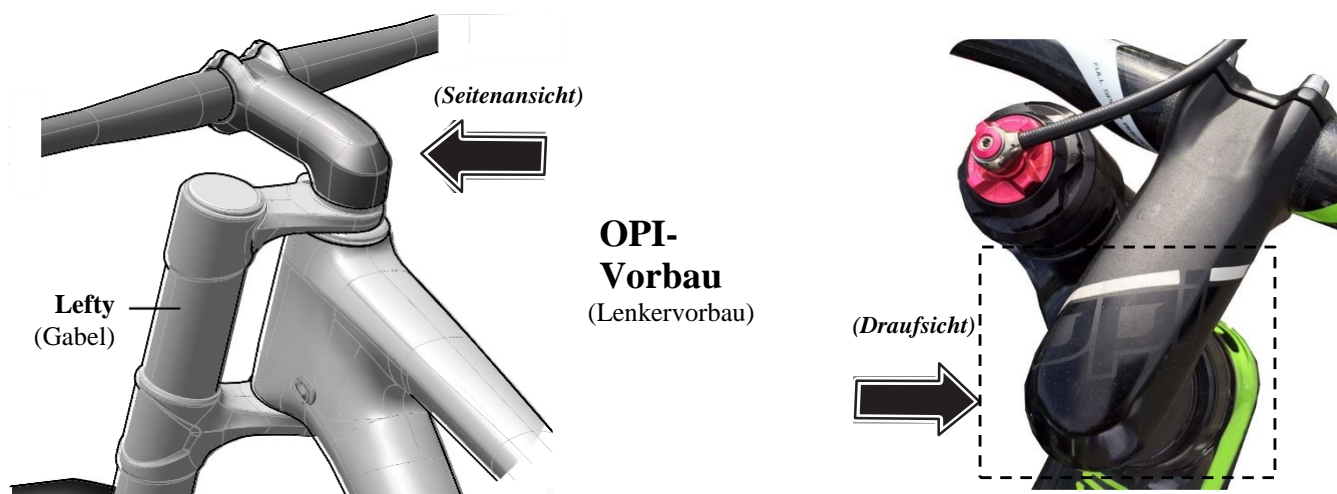 (Seitenansicht)
OPI-
Vorbau
(Lenkervorbau)
Lefty
(Gabel)
(Draufsicht)